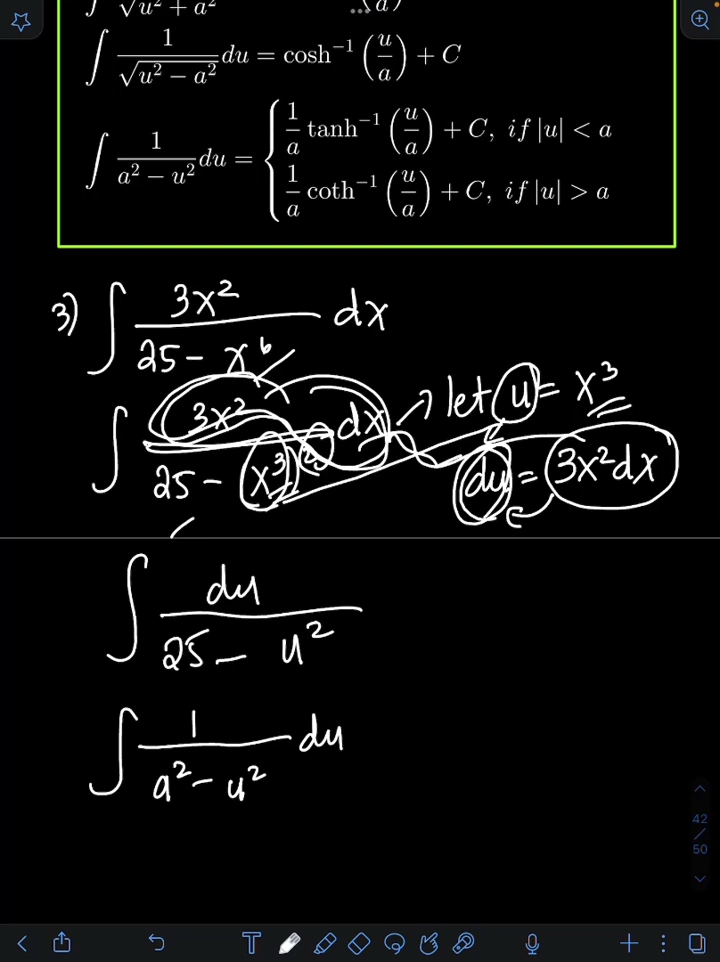 ∫ 1/√(u² − a²) du = cosh⁻¹ (u/a) + C
∫ 1/(a² − u²) du = { 1/a tanh⁻¹ (u/a) + C, if |u| < a
1/a coth⁻¹ (u/a) + C, if |u| > a
3) ∫ 3x²/(25 − x⁶) dx
∫ 3x²/(25 − (x³)²) dx → let u = x³
du = 3x²dx
∫ du/(25 − u²)
∫ 1/(a² − u²) du
42
/
50
T